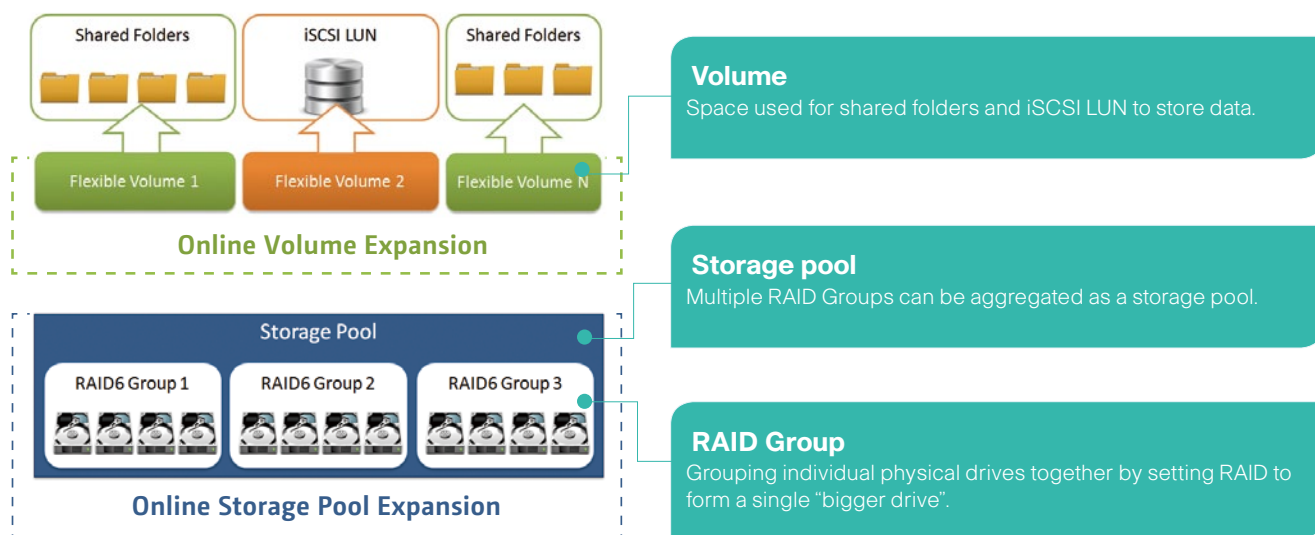 Shared Folders
iSCSI LUN
Shared Folders
Flexible Volume 1
Flexible Volume 2
Flexible Volume N
Online Volume Expansion
Storage Pool
RAID6 Group 1
RAID6 Group 2
RAID6 Group 3
Online Storage Pool Expansion
Volume
Space used for shared folders and iSCSI LUN to store data.
Storage pool
Multiple RAID Groups can be aggregated as a storage pool.
RAID Group
Grouping individual physical drives together by setting RAID to
form a single “bigger drive”.